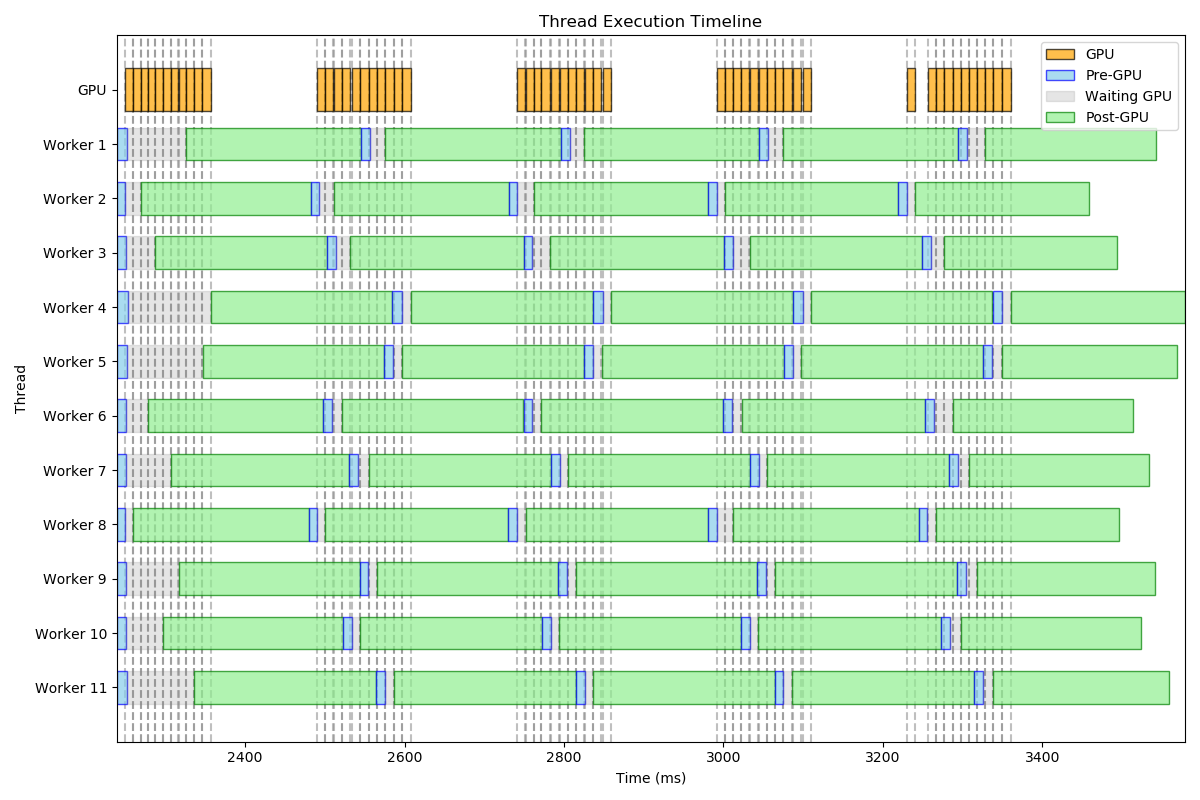 Thread Execution Timeline
GPU
Pre-GPU
Waiting GPU
Post-GPU
Thread
GPU
Worker 1
Worker 2
Worker 3
Worker 4
Worker 5
Worker 6
Worker 7
Worker 8
Worker 9
Worker 10
Worker 11
2400 2600 2800 3000 3200 3400
Time (ms)